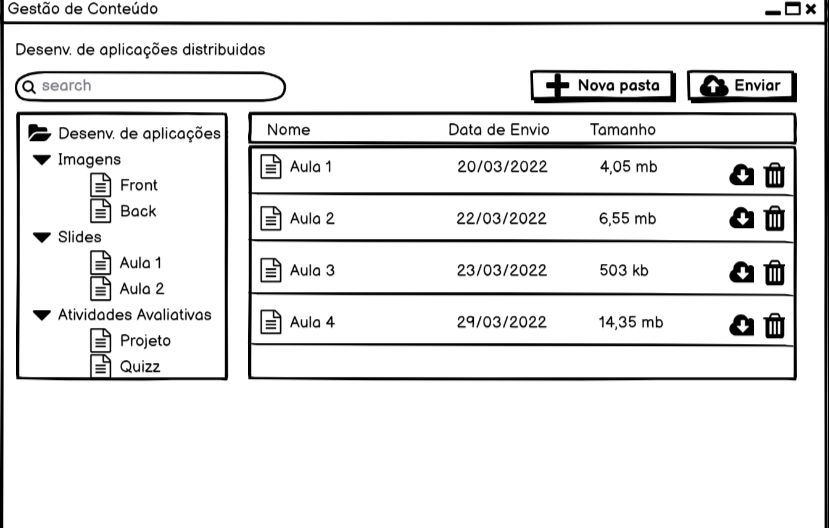 Gestão de Conteúdo
Desenv. de aplicações distribuidas
search
Nova pasta
Enviar
Desenv. de aplicações
Imagens
Front
Back
Slides
Aula 1
Aula 2
Atividades Avaliativas
Projeto
Quizz
Nome Data de Envio Tamanho
Aula 1 20/03/2022 4,05 mb
Aula 2 22/03/2022 6,55 mb
Aula 3 23/03/2022 503 kb
Aula 4 29/03/2022 14,35 mb